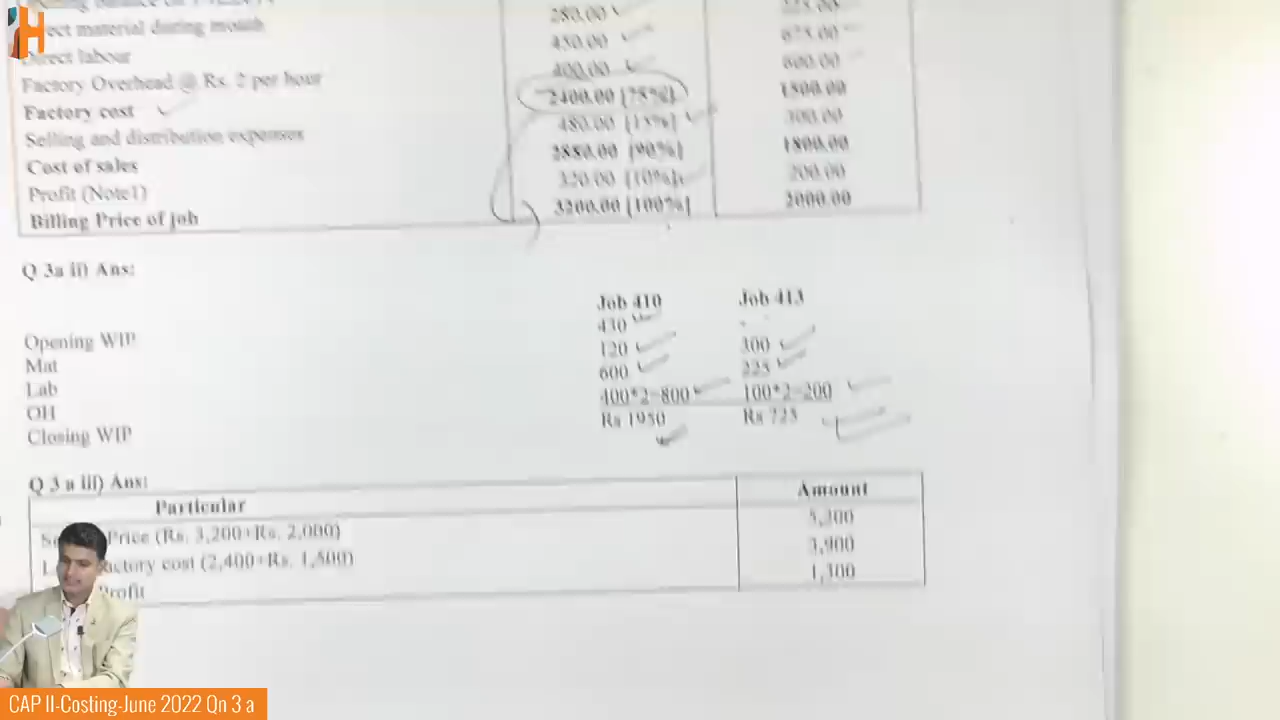 ect material during month 280.00
Direct labour 450.00 675.00
Factory Overhead @ Rs. 2 per hour 400.00 600.00
Factory cost 2400.00 [75%] 1500.00
Selling and distribution expenses 480.00 [15%] 300.00
Cost of sales 2880.00 [90%] 1800.00
Profit (Note1) 320.00 [10%] 200.00
Billing Price of job 3200.00 [100%] 2000.00
Q 3a ii) Ans:
Job 410 Job 413
Opening WIP 430
Mat 120 300
Lab 600 225
OH 400*2=800 100*2=200
Closing WIP Rs 1950 Rs 725
Q 3 a iii) Ans:
Particular Amount
Price (Rs. 3,200+Rs. 2,000) 5,200
factory cost (2,400+Rs. 1,500) 3,900
Profit 1,300
CAP II-Costing-June 2022 Qn 3 a